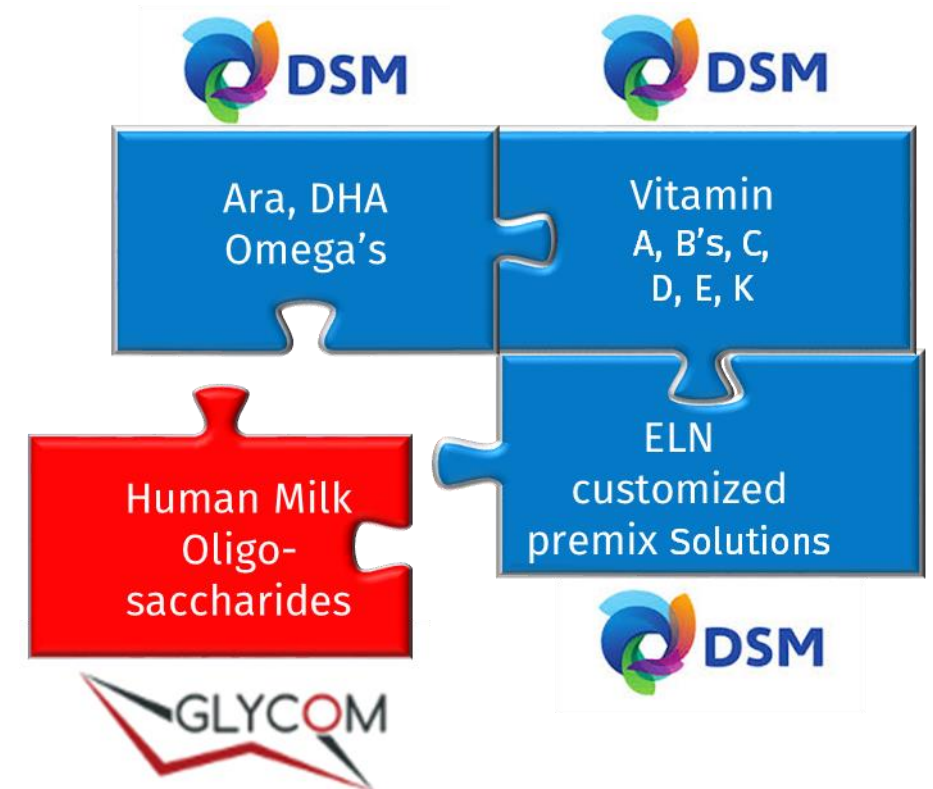 DSM
DSM
Ara, DHA
Omega's
Vitamin
A, B's, C,
D, E, K
Human Milk
Oligo-
saccharides
ELN
customized
premix Solutions
GLYCOM
DSM